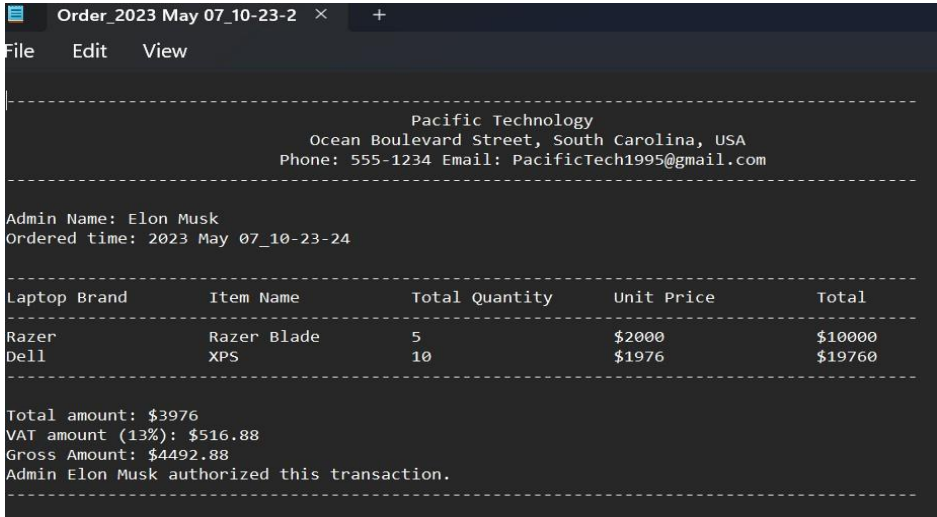 Order_2023 May 07_10-23-2
File Edit View
--------------------------------------------------------------------------------------------
Pacific Technology
Ocean Boulevard Street, South Carolina, USA
Phone: 555-1234 Email: PacificTech1995@gmail.com
--------------------------------------------------------------------------------------------
Admin Name: Elon Musk
Ordered time: 2023 May 07_10-23-24
--------------------------------------------------------------------------------------------
Laptop Brand Item Name Total Quantity Unit Price Total
--------------------------------------------------------------------------------------------
Razer Razer Blade 5 $2000 $10000
Dell XPS 10 $1976 $19760
--------------------------------------------------------------------------------------------
Total amount: $3976
VAT amount (13%): $516.88
Gross Amount: $4492.88
Admin Elon Musk authorized this transaction.
--------------------------------------------------------------------------------------------